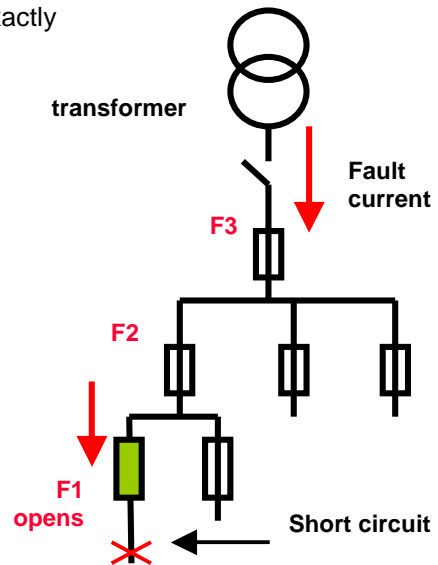 transformer
Fault
current
F3
F2
F1
opens
Short circuit